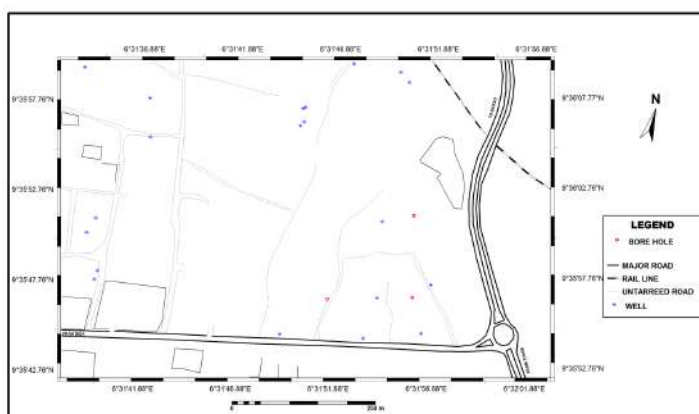 6°31'36.88"E 6°31'41.88"E 6°31'46.88"E 6°31'51.88"E 6°31'56.88"E
9°35'57.76"N
9°36'07.77"N
N
9°35'52.76"N
9°36'02.76"N
LEGEND
BORE HOLE
MAJOR ROAD
RAIL LINE
UNTARREED ROAD
WELL
9°35'47.76"N
9°35'57.76"N
9°35'42.76"N
9°35'52.76"N
6°31'41.88"E 6°31'46.88"E 6°31'51.88"E 6°31'56.88"E 6°32'01.88"E
0 250 m